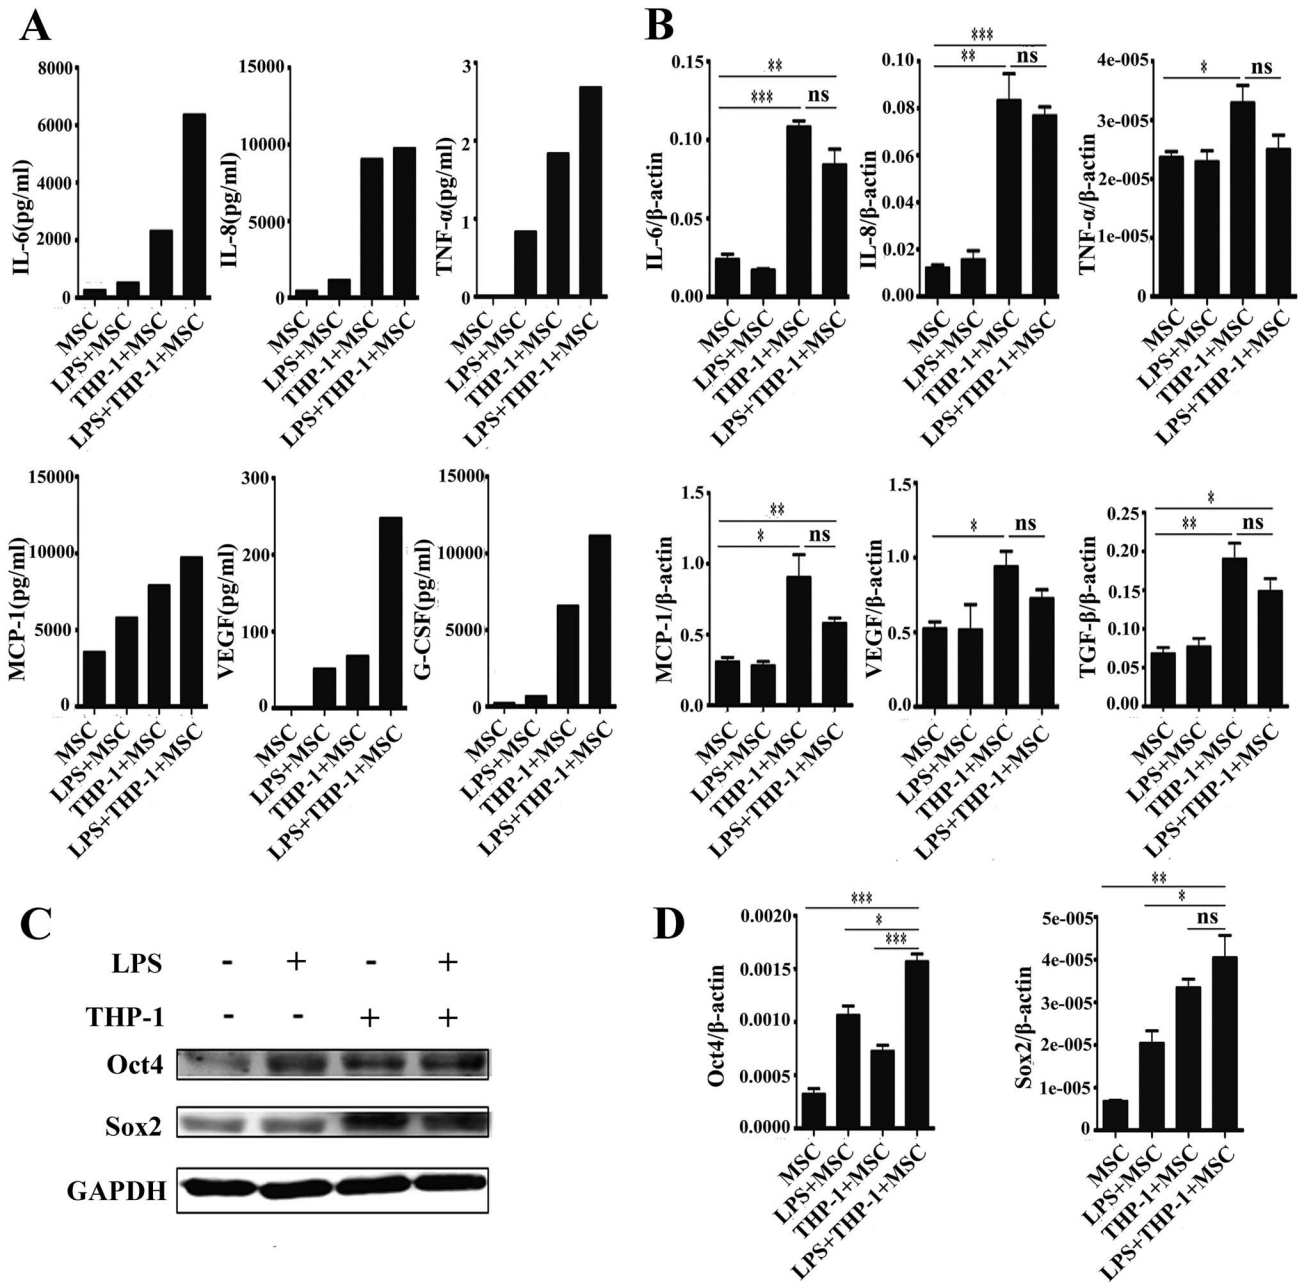 A
B
8000
6000
4000
2000
0
IL-6(pg/ml)
MSC
LPS+MSC
THP-1+MSC
LPS+THP-1+MSC
15000
10000
5000
0
IL-8(pg/ml)
MSC
LPS+MSC
THP-1+MSC
LPS+THP-1+MSC
3
2
1
0
TNF-α(pg/ml)
MSC
LPS+MSC
THP-1+MSC
LPS+THP-1+MSC
**
*** ns
0.15
0.10
0.05
0.00
IL-6/β-actin
MSC
LPS+MSC
THP-1+MSC
LPS+THP-1+MSC
***
** ns
0.10
0.08
0.06
0.04
0.02
0.00
IL-8/β-actin
MSC
LPS+MSC
THP-1+MSC
LPS+THP-1+MSC
* ns
4e-005
3e-005
2e-005
1e-005
0
TNF-α/β-actin
MSC
LPS+MSC
THP-1+MSC
LPS+THP-1+MSC
15000
10000
5000
0
MCP-1(pg/ml)
MSC
LPS+MSC
THP-1+MSC
LPS+THP-1+MSC
300
200
100
0
VEGF(pg/ml)
MSC
LPS+MSC
THP-1+MSC
LPS+THP-1+MSC
15000
10000
5000
0
G-CSF(pg/ml)
MSC
LPS+MSC
THP-1+MSC
LPS+THP-1+MSC
**
* ns
1.5
1.0
0.5
0.0
MCP-1/β-actin
MSC
LPS+MSC
THP-1+MSC
LPS+THP-1+MSC
* ns
1.5
1.0
0.5
0.0
VEGF/β-actin
MSC
LPS+MSC
THP-1+MSC
LPS+THP-1+MSC
*
** ns
0.25
0.20
0.15
0.10
0.05
0.00
TGF-β/β-actin
MSC
LPS+MSC
THP-1+MSC
LPS+THP-1+MSC
C
LPS - + - +
THP-1 - - + +
Oct4
Sox2
GAPDH
D
***
*
***
0.0020
0.0015
0.0010
0.0005
0.0000
Oct4/β-actin
MSC
LPS+MSC
THP-1+MSC
LPS+THP-1+MSC
**
*
ns
5e-005
4e-005
3e-005
2e-005
1e-005
0
Sox2/β-actin
MSC
LPS+MSC
THP-1+MSC
LPS+THP-1+MSC